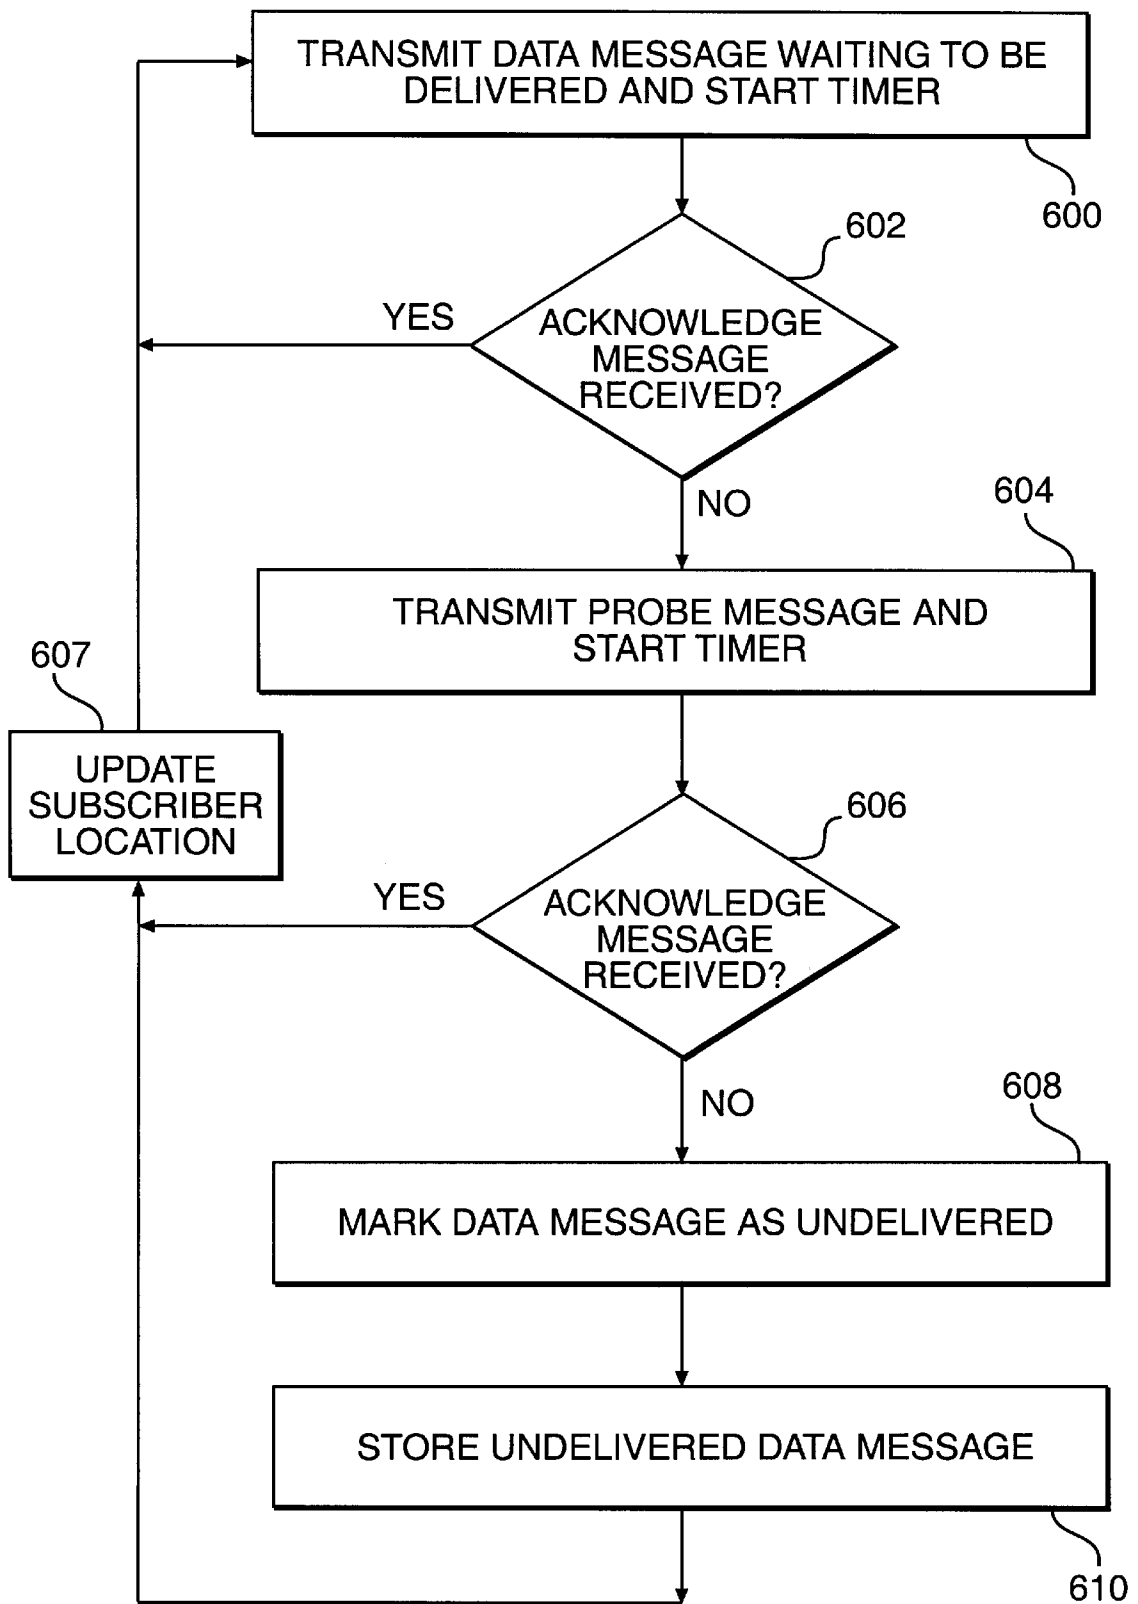 TRANSMIT DATA MESSAGE WAITING TO BE
DELIVERED AND START TIMER
600
602
YES
ACKNOWLEDGE
MESSAGE
RECEIVED?
NO
604
TRANSMIT PROBE MESSAGE AND
START TIMER
607
UPDATE
SUBSCRIBER
LOCATION
606
YES
ACKNOWLEDGE
MESSAGE
RECEIVED?
NO
608
MARK DATA MESSAGE AS UNDELIVERED
STORE UNDELIVERED DATA MESSAGE
610